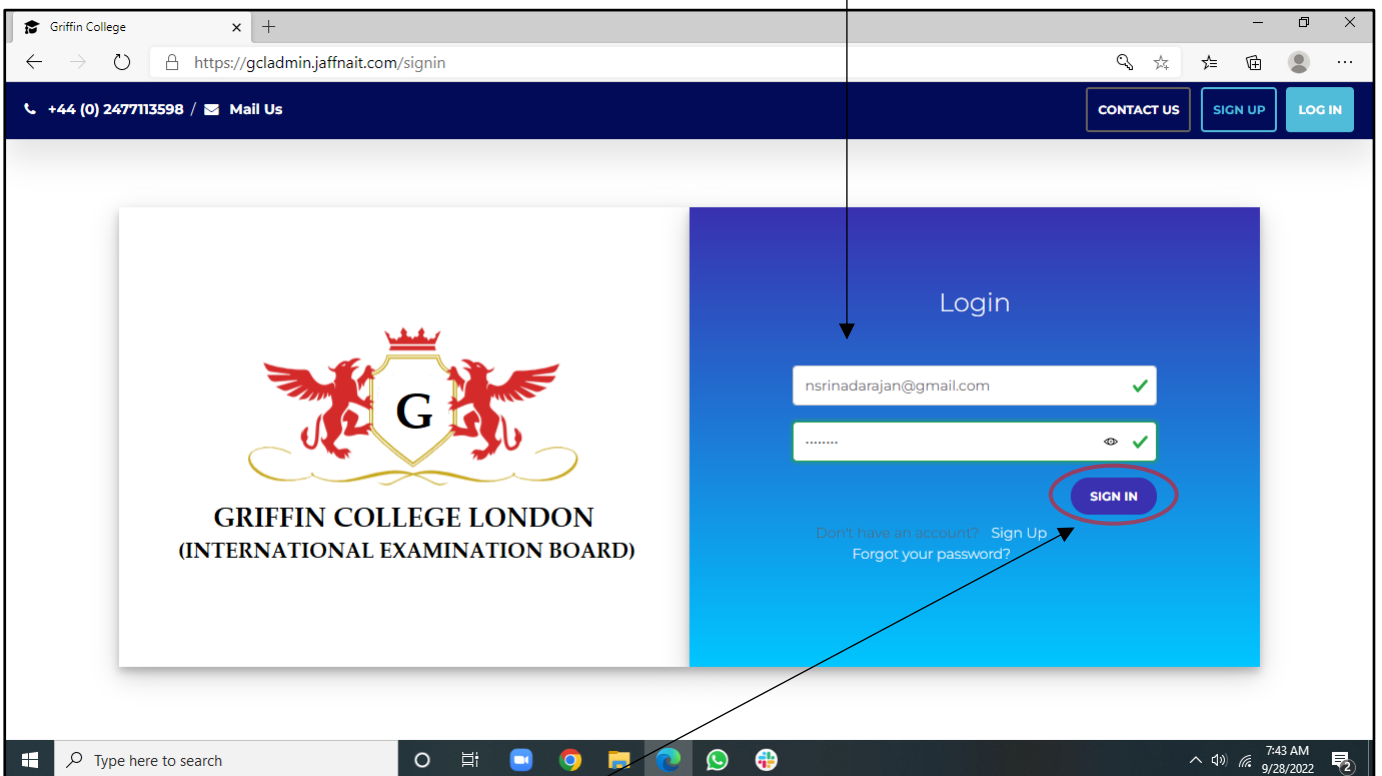 Griffin College
https://gcladmin.jaffnait.com/signin
+44 (0) 2477113598 / Mail Us
CONTACT US
SIGN UP
LOG IN
Login
nsrinadarajan@gmail.com
........
SIGN IN
Don't have an account? Sign Up
Forgot your password?
G
GRIFFIN COLLEGE LONDON
(INTERNATIONAL EXAMINATION BOARD)
Type here to search
7:43 AM
9/28/2022
2